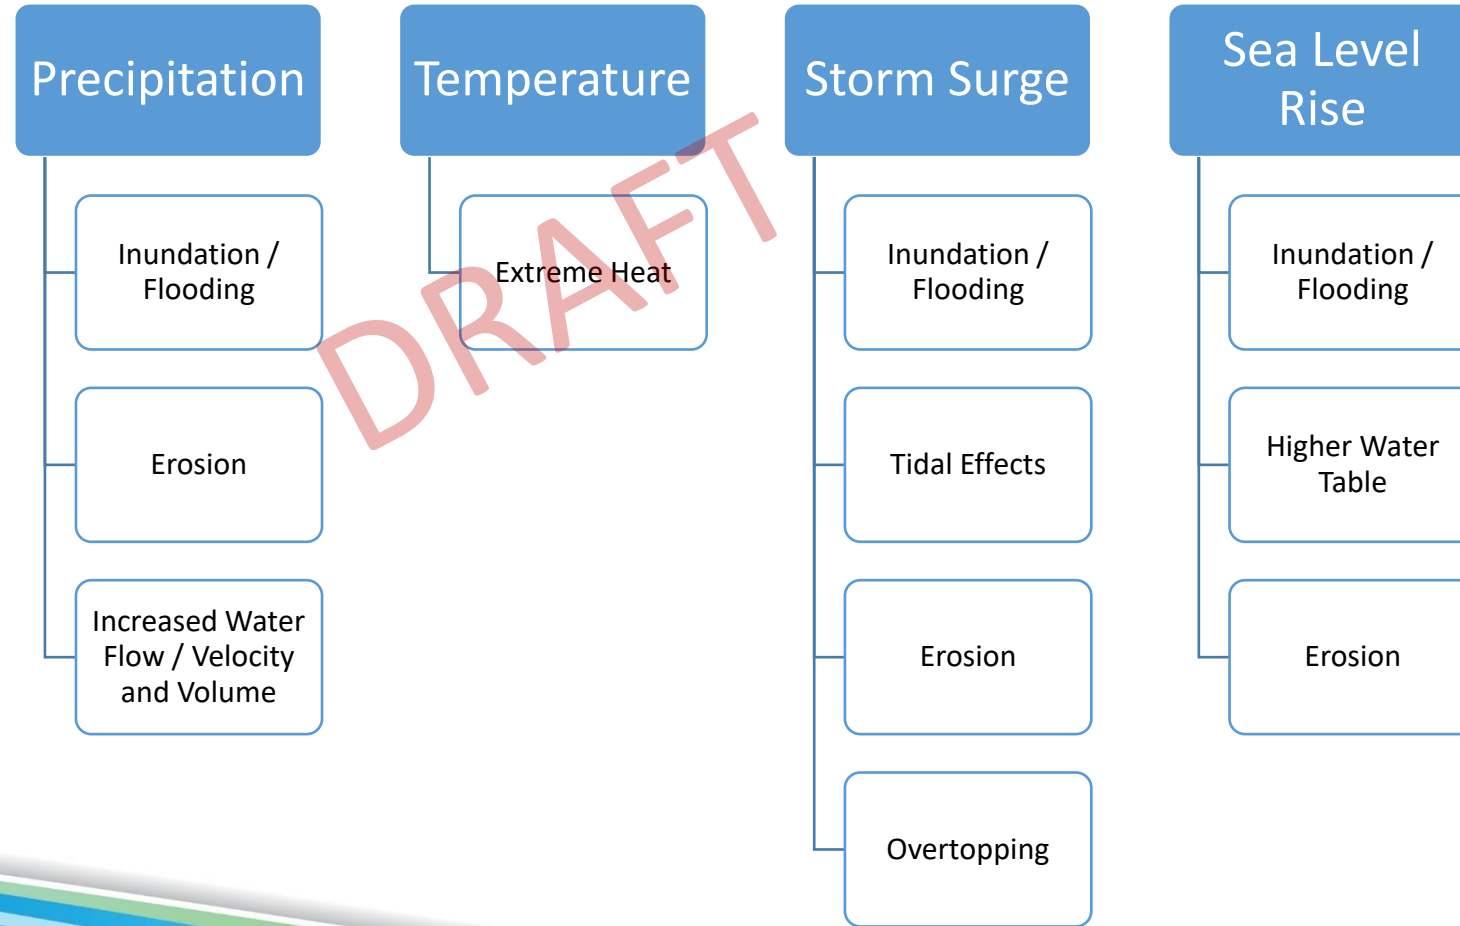 Precipitation
Inundation /
Flooding
Erosion
Increased Water
Flow / Velocity
and Volume
Temperature
Extreme Heat
Storm Surge
Inundation /
Flooding
Tidal Effects
Erosion
Overtopping
Sea Level
Rise
Inundation /
Flooding
Higher Water
Table
Erosion
DRAFT